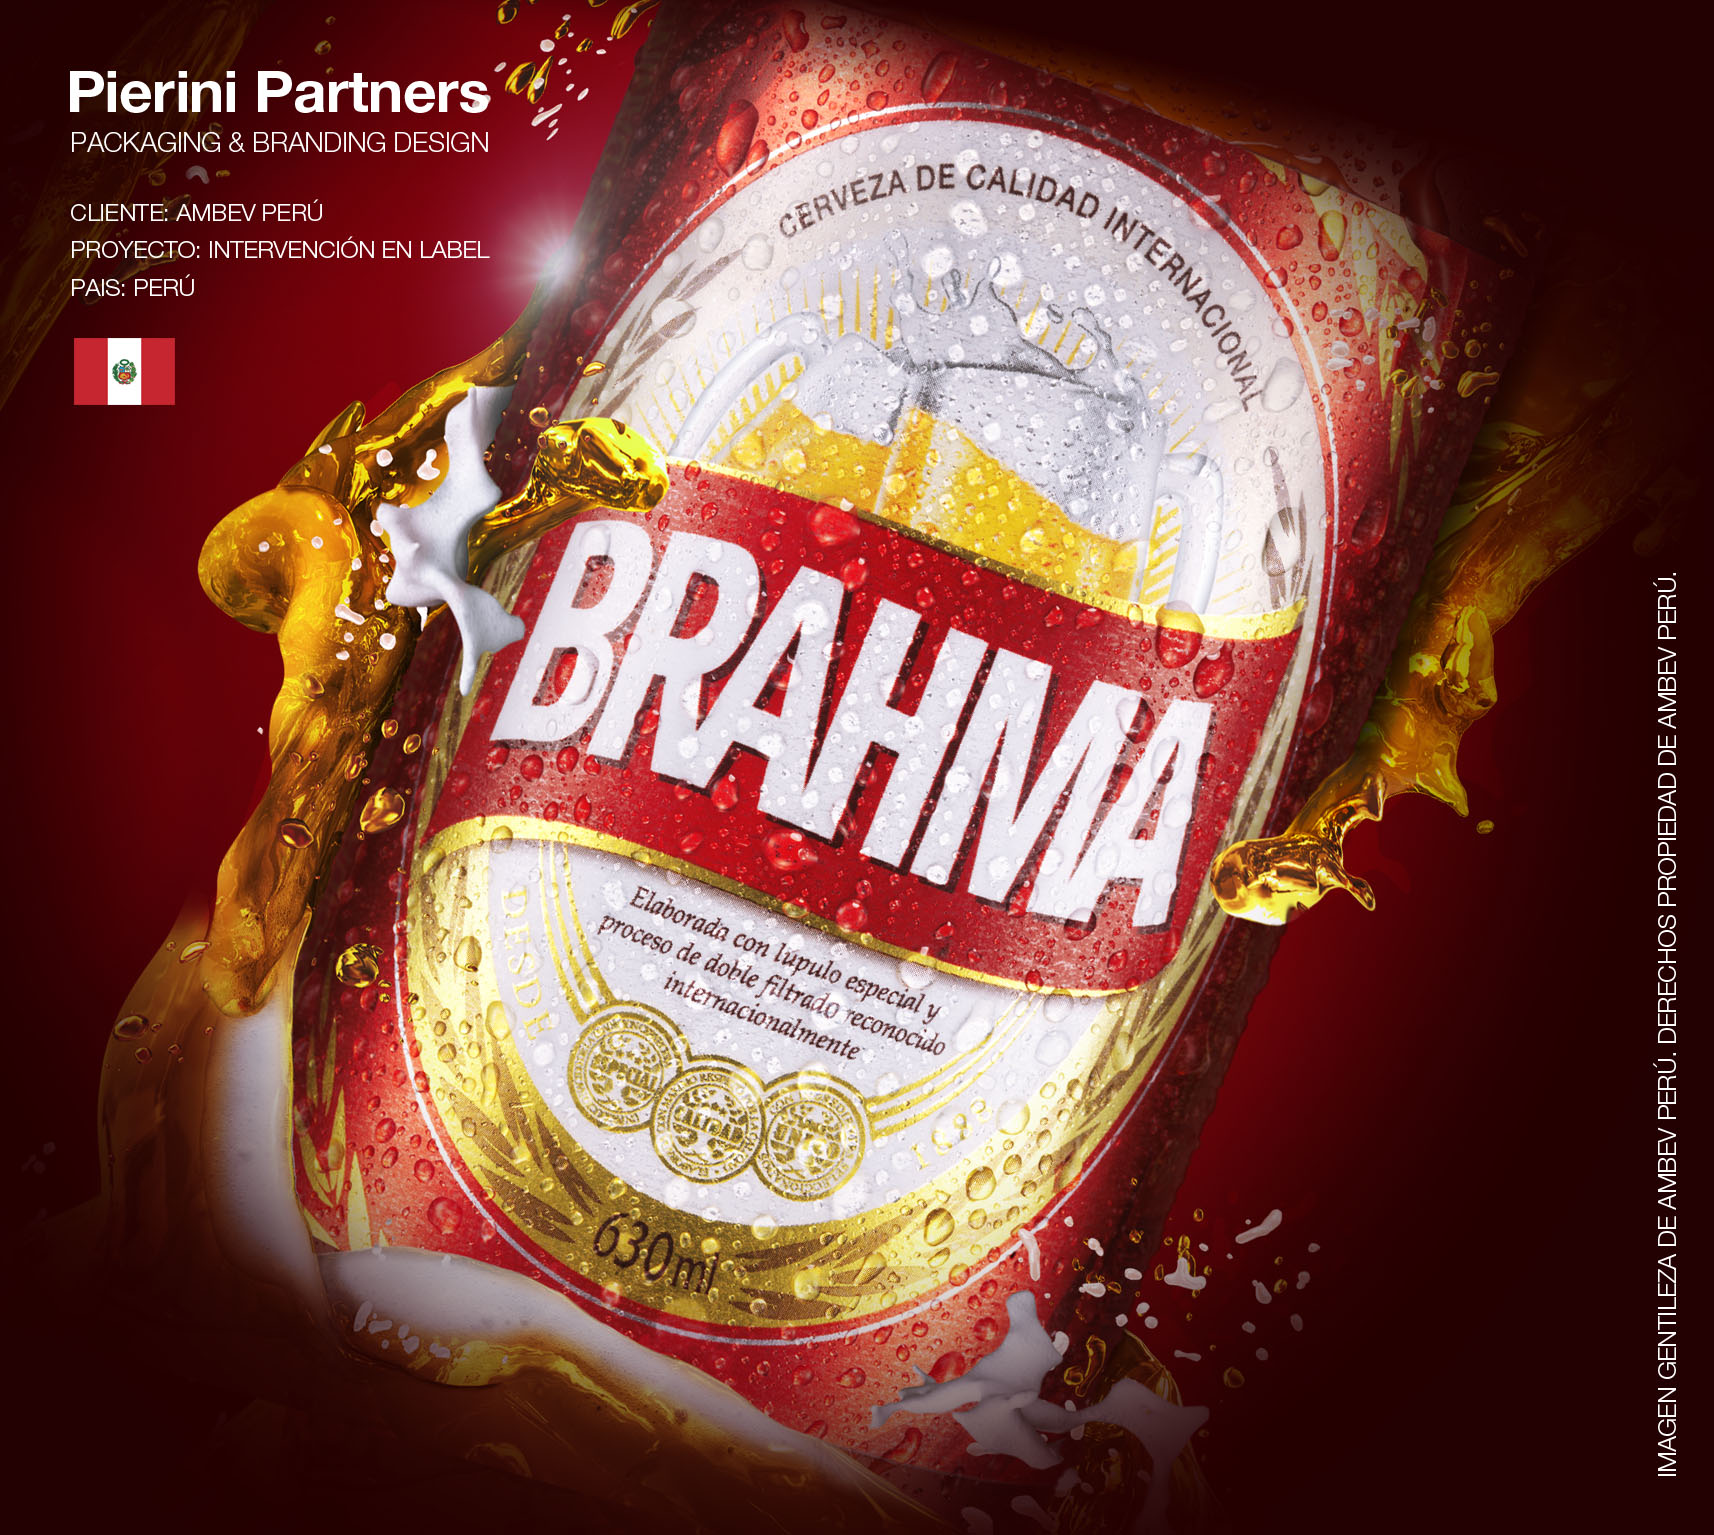 Pierini Partners
PACKAGING & BRANDING DESIGN
CLIENTE: AMBEV PERÚ
PROYECTO: INTERVENCIÓN EN LABEL
PAIS: PERÚ
CERVEZA DE CALIDAD INTERNACIONAL
BRAHMA
Elaborada con lúpulo especial y
proceso de doble filtrado reconocido
internacionalmente
DESDE
ESPECIAL
CALIDAD
630ml
IMAGEN GENTILEZA DE AMBEV PERÚ. DERECHOS PROPIEDAD DE AMBEV PERÚ.